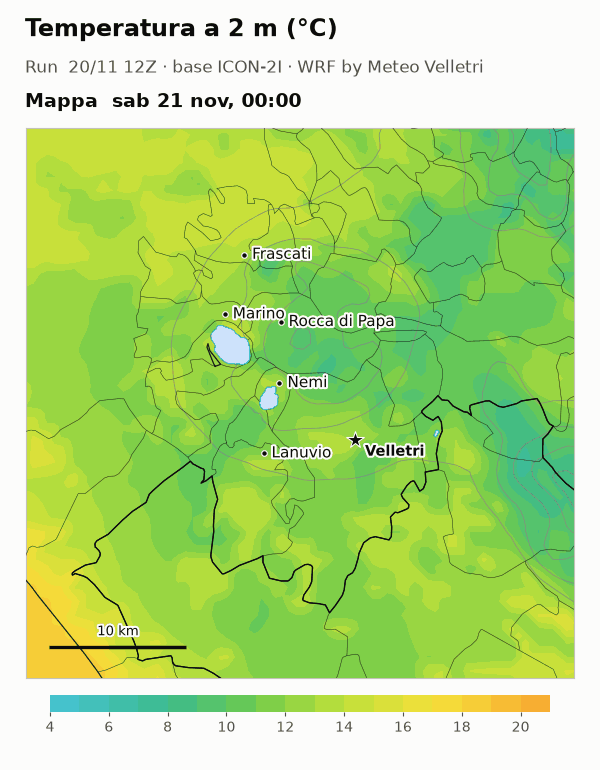 Temperatura a 2 m (°C)
Run  20/11 12Z · base ICON-2I · WRF by Meteo Velletri
Mappa  sab 21 nov, 00:00
Frascati
Marino
Rocca di Papa
Nemi
Velletri
Lanuvio
10 km
4 6 8 10 12 14 16 18 20